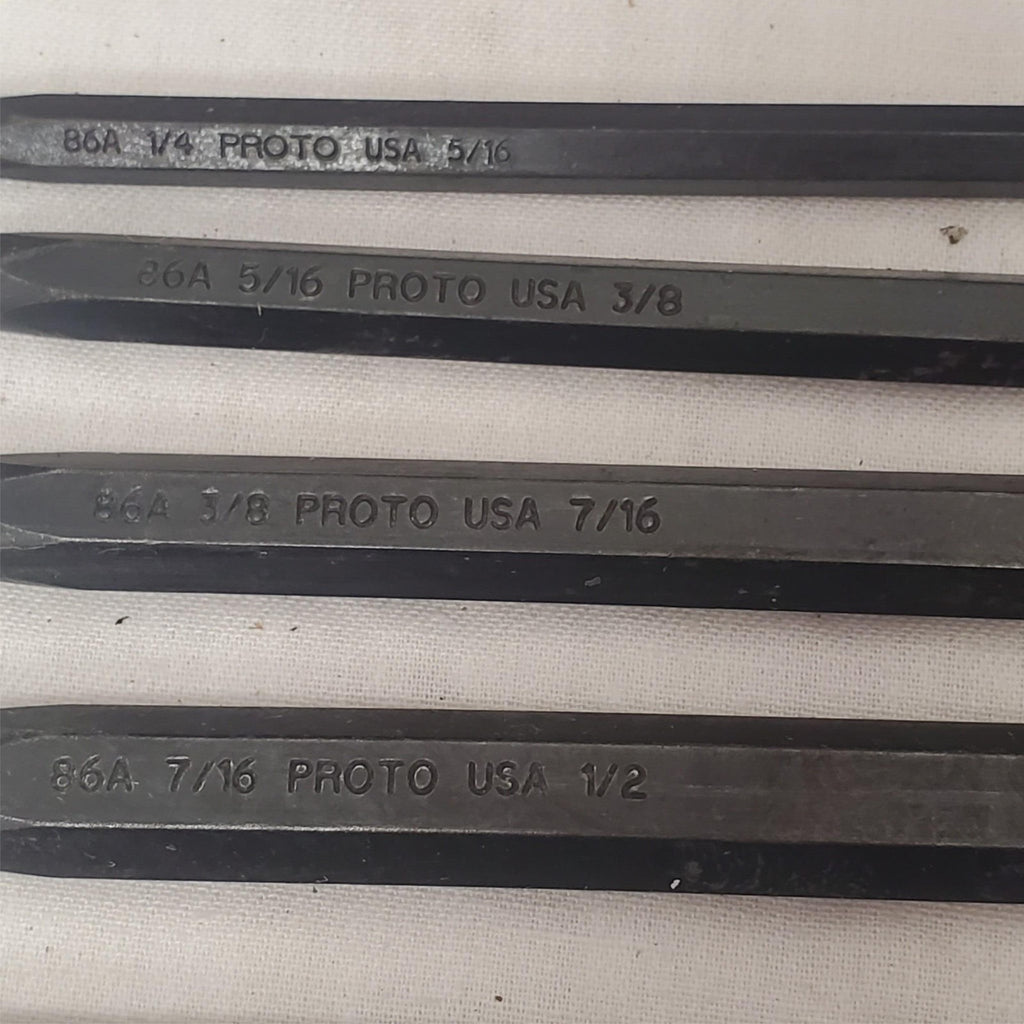 86A 1/4 PROTO USA 5/16
86A 5/16 PROTO USA 3/8
86A 3/8 PROTO USA 7/16
86A 7/16 PROTO USA 1/2